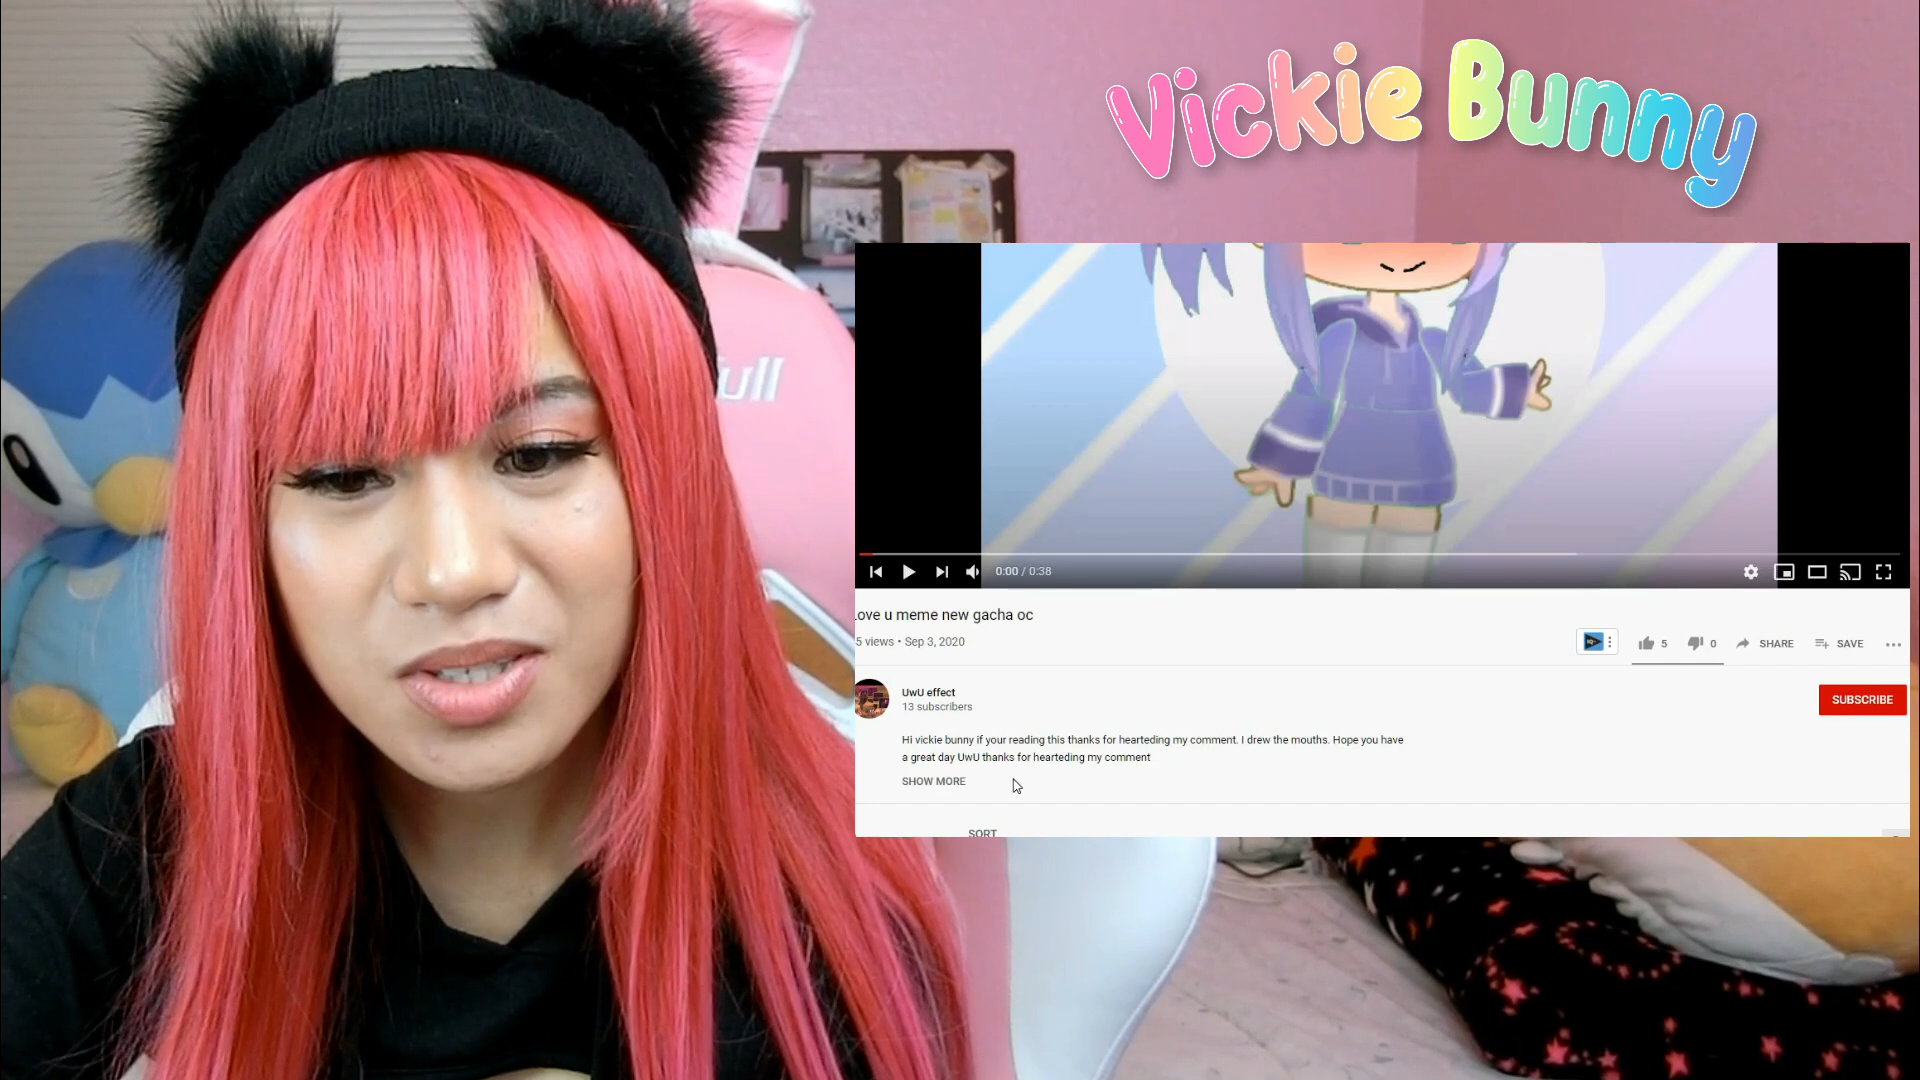 Vickie Bunny
ull
0:00 / 0:38
ove u meme new gacha oc
5 views • Sep 3, 2020
5
0
SHARE
SAVE
UwU effect
13 subscribers
SUBSCRIBE
Hi vickie bunny if your reading this thanks for hearteding my comment. I drew the mouths. Hope you have
a great day UwU thanks for hearteding my comment
SHOW MORE
SORT